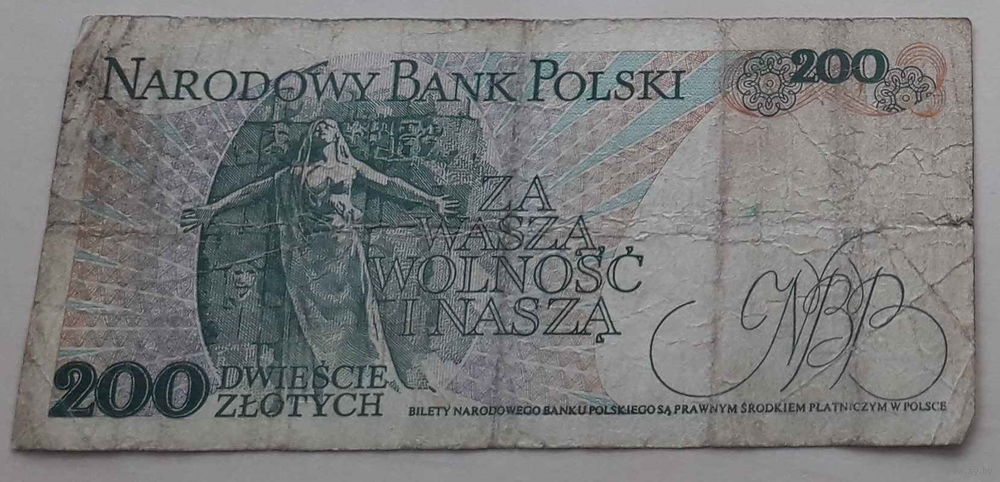 NARODOWY BANK POLSKI
200
ZA
WASZĄ
WOLNOŚĆ
I NASZĄ
NBP
200
DWIEŚCIE
ZŁOTYCH
BILETY NARODOWEGO BANKU POLSKIEGO SĄ PRAWNYM ŚRODKIEM PŁATNICZYM W POLSCE